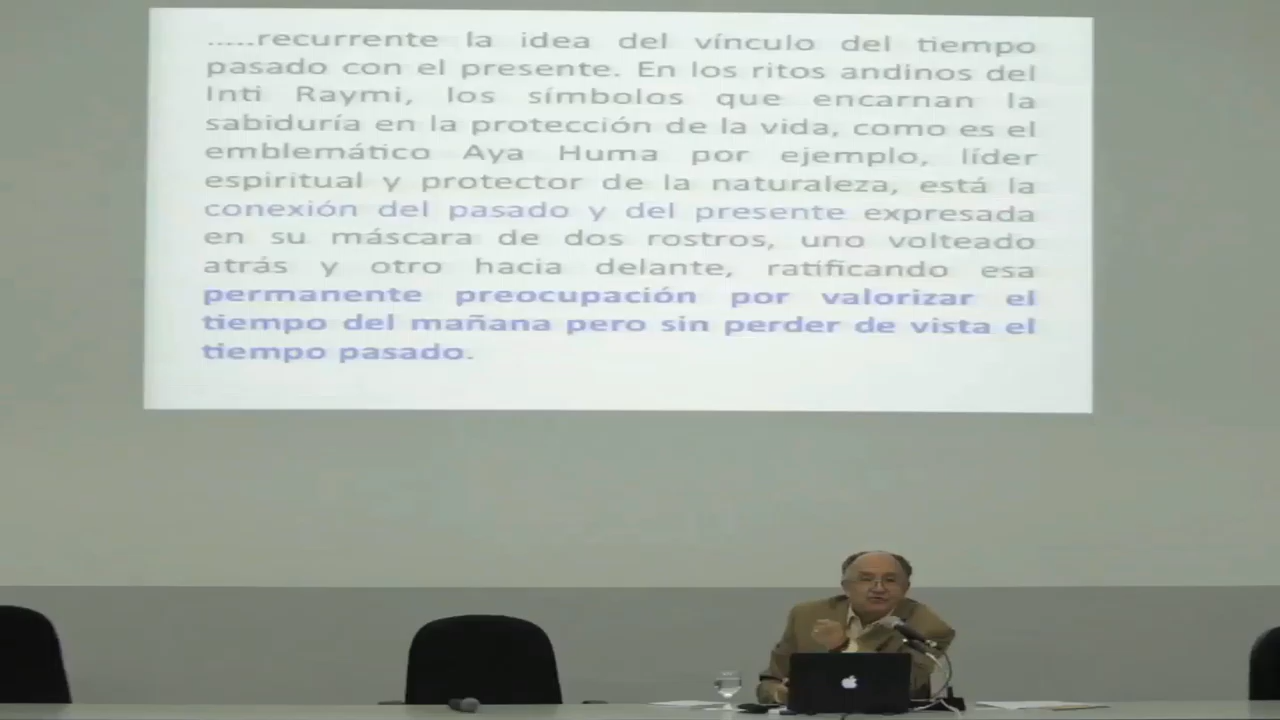 .....recurrente la idea del vínculo del tiempo
pasado con el presente. En los ritos andinos del
Inti Raymi, los símbolos que encarnan la
sabiduría en la protección de la vida, como es el
emblemático Aya Huma por ejemplo, líder
espiritual y protector de la naturaleza, está la
conexión del pasado y del presente expresada
en su máscara de dos rostros, uno volteado
atrás y otro hacia delante, ratificando esa
permanente preocupación por valorizar el
tiempo del mañana pero sin perder de vista el
tiempo pasado.